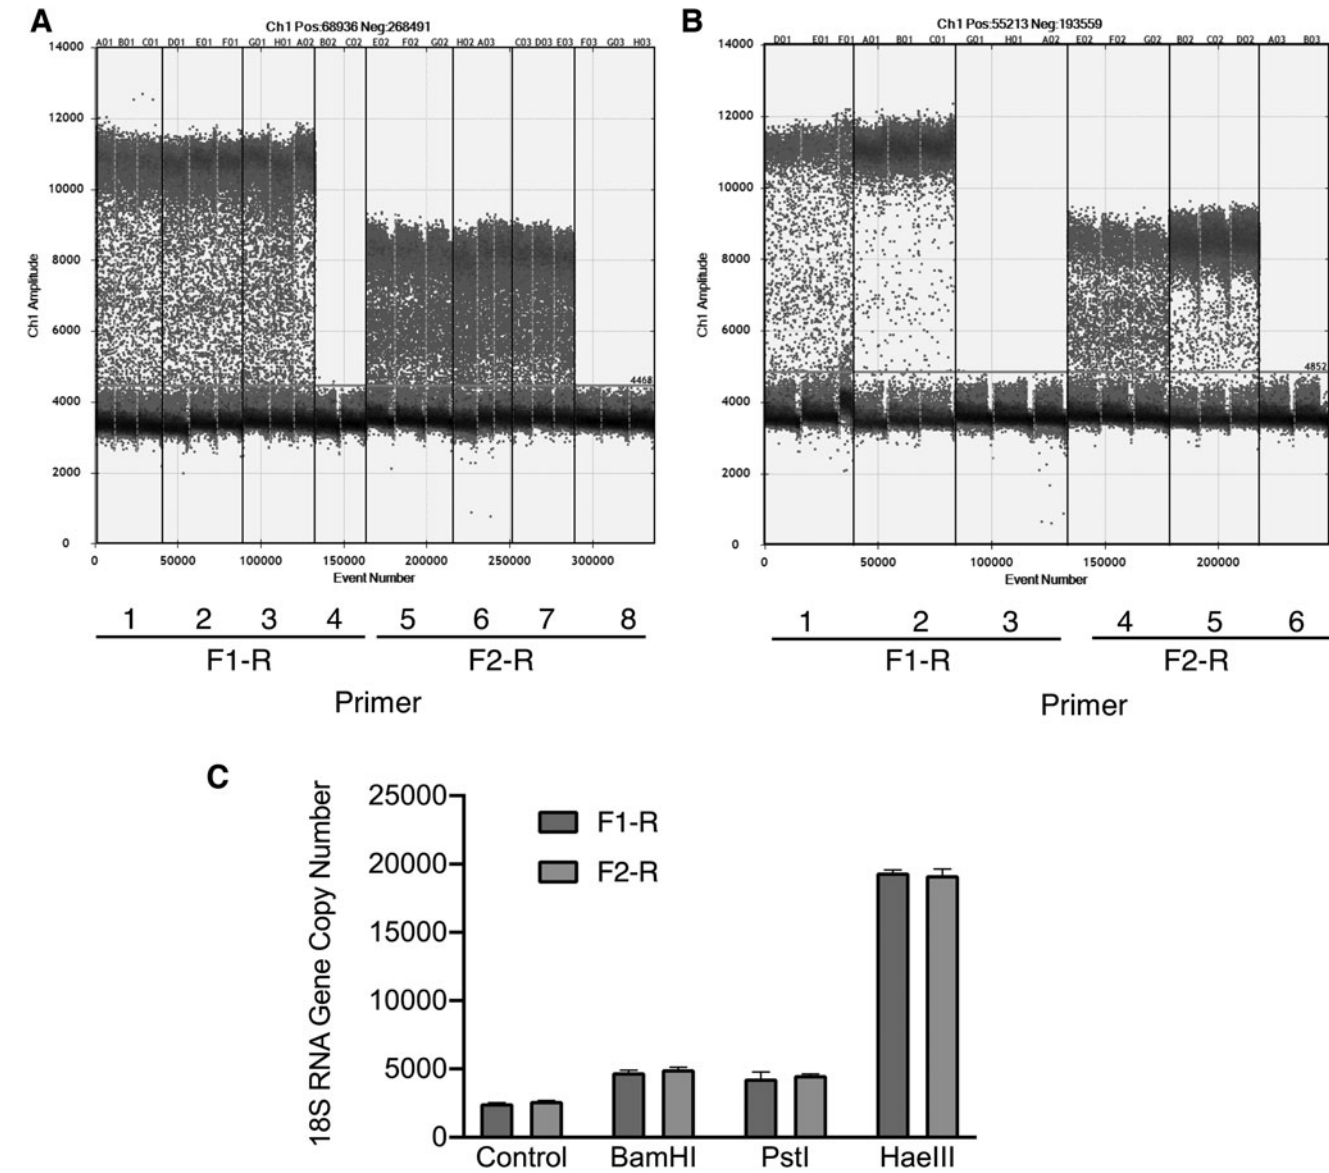 A
Ch1 Pos:68936 Neg:268491
A01 B01 C01 D01 E01 F01 G01 H01 A02 B02 C02 E02 F02 G02 H02 A03 C03 D03 E03 F03 G03 H03
14000
12000
10000
8000
6000
4000
2000
0
Ch1 Amplitude
4468
0 50000 100000 150000 200000 250000 300000
Event Number
1 2 3 4 5 6 7 8
F1-R F2-R
Primer
B
Ch1 Pos:55213 Neg:193559
D01 E01 F01 A01 B01 C01 G01 H01 A02 E02 F02 G02 B02 C02 D02 A03 B03
14000
12000
10000
8000
6000
4000
2000
0
Ch1 Amplitude
4852
0 50000 100000 150000 200000
Event Number
1 2 3 4 5 6
F1-R F2-R
Primer
C
18S RNA Gene Copy Number
25000
20000
15000
10000
5000
0
F1-R
F2-R
Control BamHI PstI HaeIII